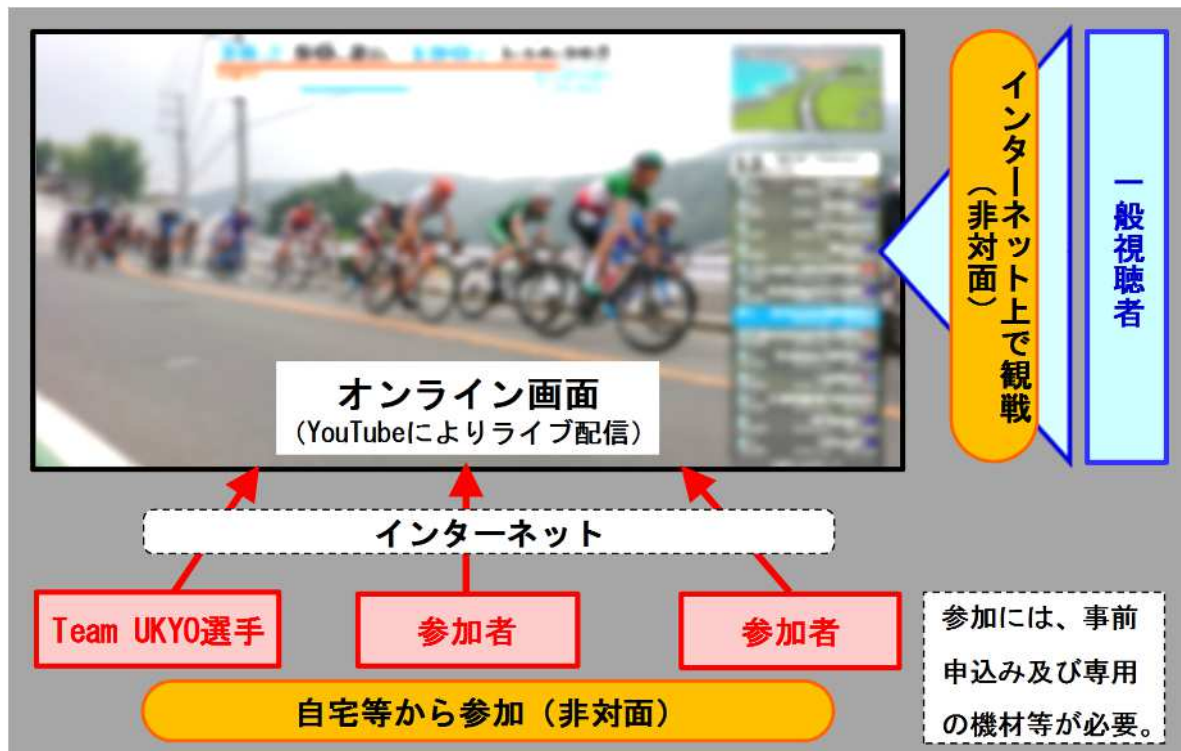 オンライン画面
（YouTubeによりライブ配信）
インターネット上で観戦
（非対面）
一般視聴者
インターネット
Team UKYO選手
参加者
参加者
自宅等から参加（非対面）
参加には、事前
申込み及び専用
の機材等が必要。